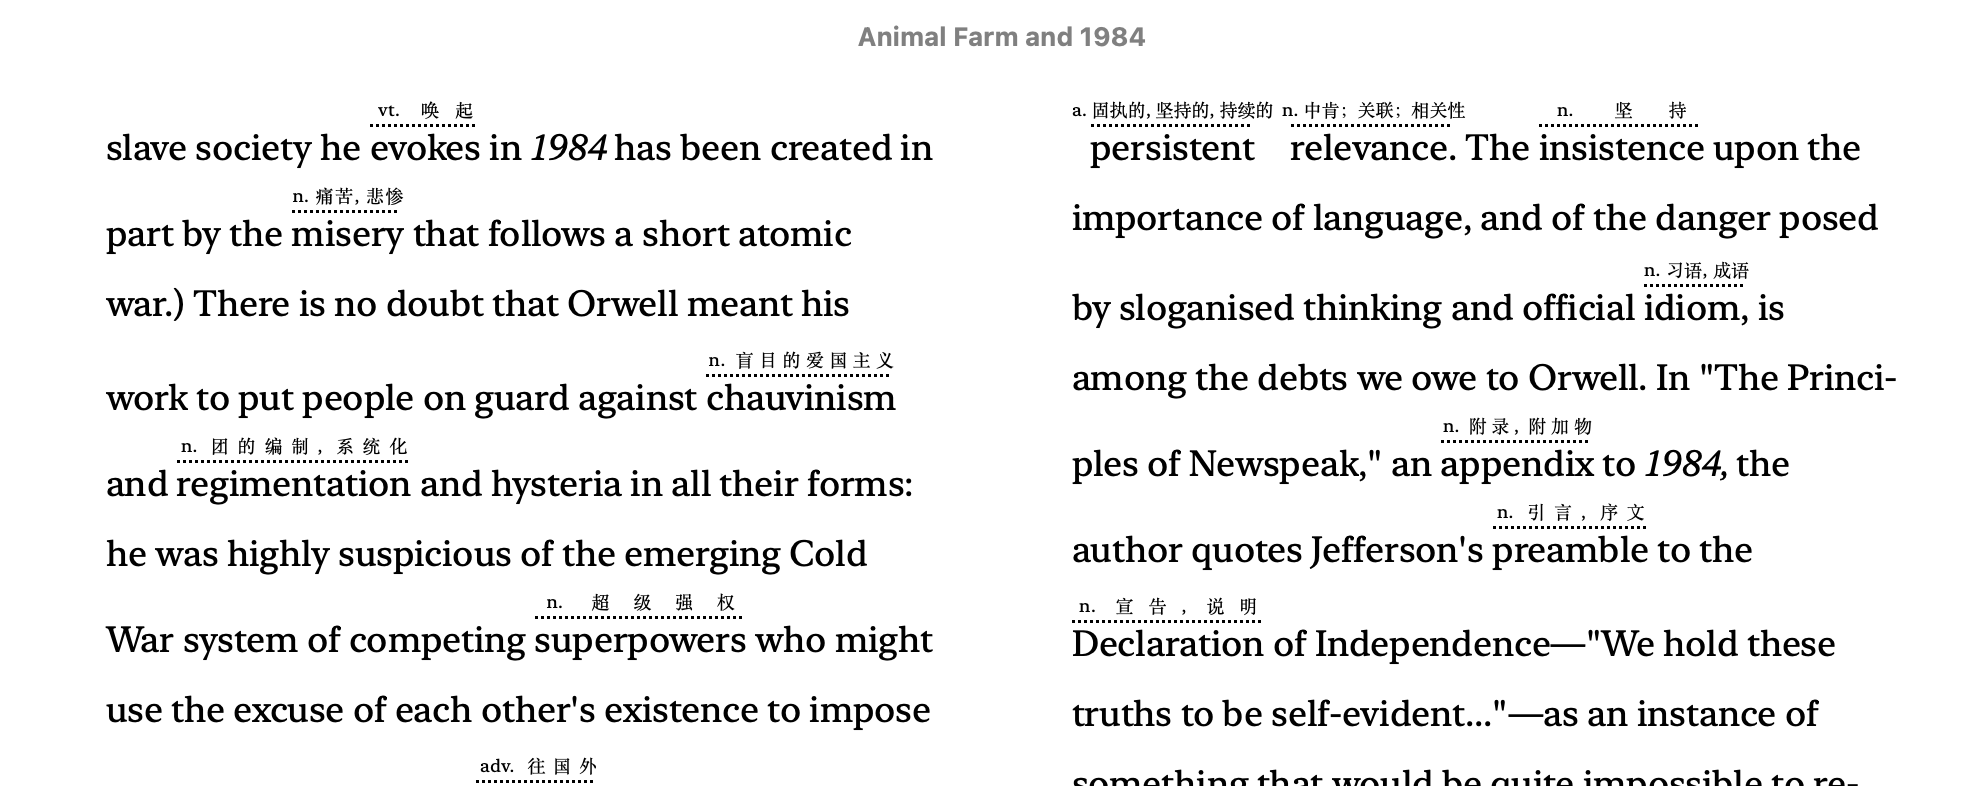 Animal Farm and 1984
vt. 唤起
slave society he evokes in 1984 has been created in
n. 痛苦, 悲惨
part by the misery that follows a short atomic
war.) There is no doubt that Orwell meant his
n. 盲目的爱国主义
work to put people on guard against chauvinism
n. 团的编制, 系统化
and regimentation and hysteria in all their forms:
he was highly suspicious of the emerging Cold
n. 超级强权
War system of competing superpowers who might
use the excuse of each other's existence to impose
adv. 往国外
a. 固执的, 坚持的, 持续的 n. 中肯；关联；相关性 n. 坚持
persistent relevance. The insistence upon the
importance of language, and of the danger posed
n. 习语, 成语
by sloganised thinking and official idiom, is
among the debts we owe to Orwell. In "The Princi-
n. 附录, 附加物
ples of Newspeak," an appendix to 1984, the
n. 引言, 序文
author quotes Jefferson's preamble to the
n. 宣告, 说明
Declaration of Independence—"We hold these
truths to be self-evident..."—as an instance of
something that would be quite impossible to re-